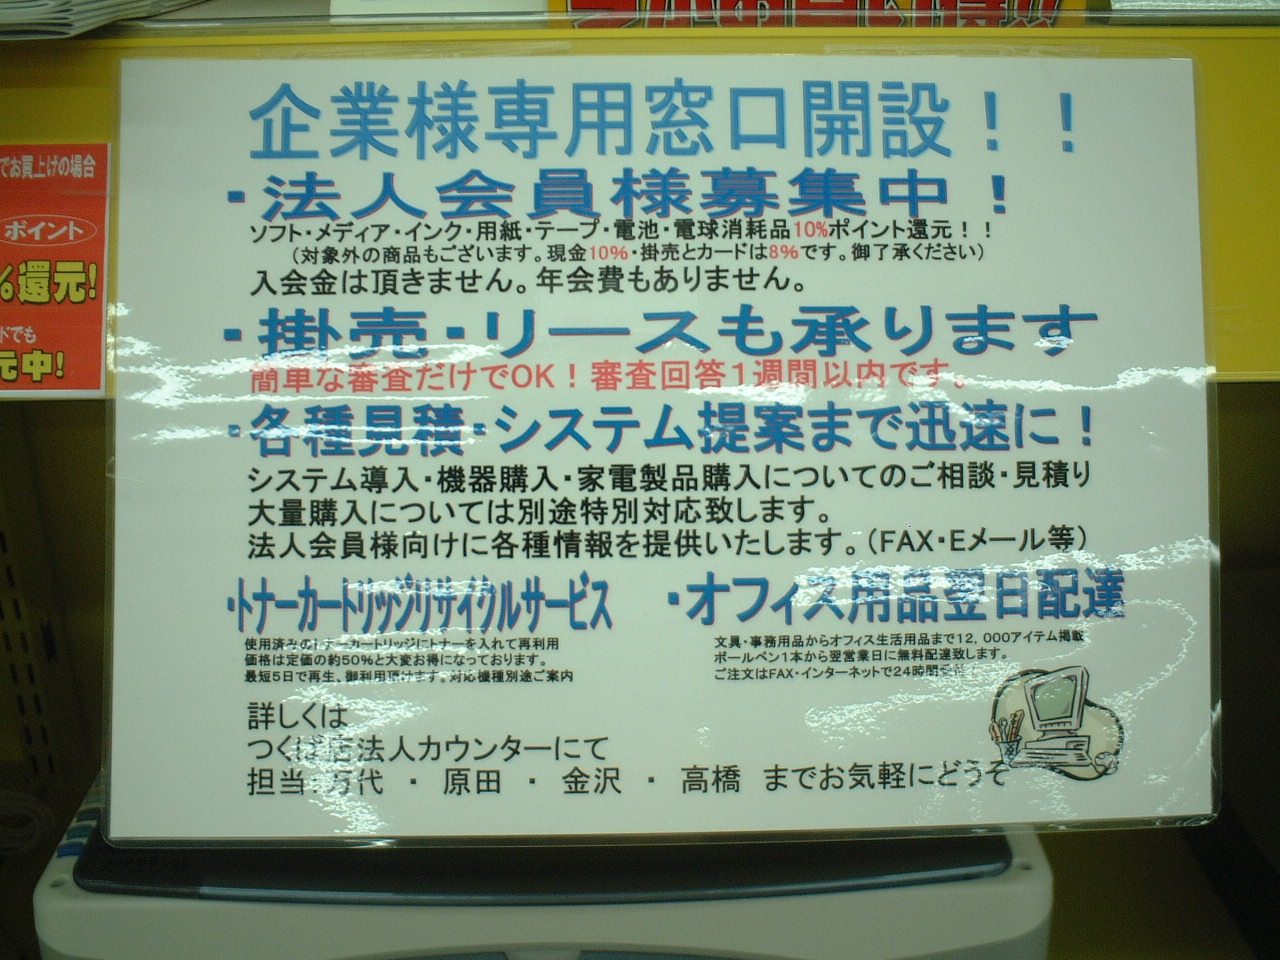 でお買上げの場合
ポイント
%還元!
ドでも
元中!
企業様専用窓口開設！！
・法人会員様募集中！
ソフト・メディア・インク・用紙・テープ・電池・電球消耗品10%ポイント還元！！
（対象外の商品もございます。現金10％・掛売とカードは8％です。御了承ください）
入会金は頂きません。年会費もありません。
・掛売・リースも承ります
簡単な審査だけでOK！審査回答１週間以内です。
・各種見積・システム提案まで迅速に！
システム導入・機器購入・家電製品購入についてのご相談・見積り
大量購入については別途特別対応致します。
法人会員様向けに各種情報を提供いたします。（FAX・Eメール等）
・トナーカートリッジリサイクルサービス
使用済みのトナーカートリッジにトナーを入れて再利用
価格は定価の約50％と大変お得になっております。
最短5日で再生、御利用頂けます。対応機種別途ご案内
・オフィス用品翌日配達
文具・事務用品からオフィス生活用品まで12，000アイテム掲載
ボールペン1本から翌営業日に無料配達致します。
ご注文はFAX・インターネットで24時間受付
詳しくは
つくば店法人カウンターにて
担当 万代 ・ 原田 ・ 金沢 ・ 高橋 までお気軽にどうぞ